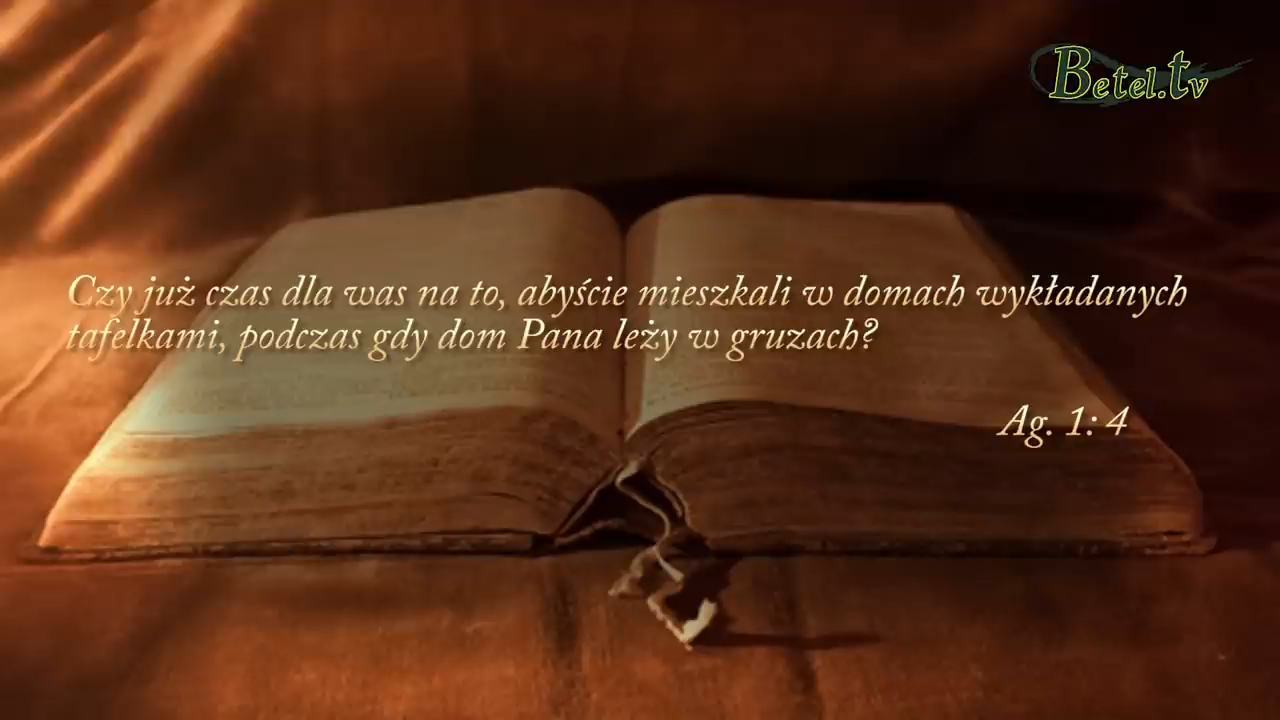 Betel.tv
Czy już czas dla was na to, abyście mieszkali w domach wykładanych
tafelkami, podczas gdy dom Pana leży w gruzach?
Ag. 1: 4